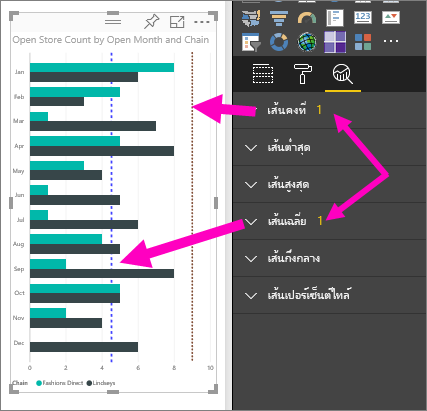 Open Store Count by Open Month and Chain
Jan
Feb
Mar
Apr
May
Jun
Jul
Aug
Sep
Oct
Nov
Dec
0 2 4 6 8 10
Chain Fashions Direct Lindseys
123
เส้นคงที่ 1
เส้นต่ำสุด
เส้นสูงสุด
เส้นเฉลี่ย 1
เส้นกึ่งกลาง
เส้นเปอร์เซ็นต์ไทล์